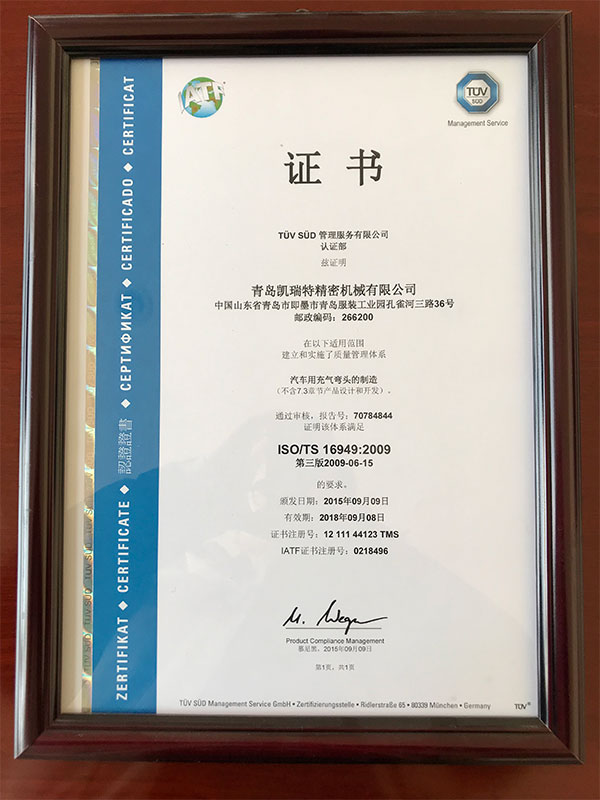 IATF
TÜV
SÜD
Management Service
证书
TÜV SÜD 管理服务有限公司
认证部
兹证明
青岛凯瑞特精密机械有限公司
中国山东省青岛市即墨市青岛服装工业园孔雀河三路36号
邮政编码：266200
在以下适用范围
建立和实施了质量管理体系
汽车用充气弯头的制造
（不含7.3章节产品设计和开发）。
通过审核，报告号：70784844
证明该体系满足
ISO/TS 16949:2009
第三版2009-06-15
的要求。
颁发日期：2015年09月09日
有效期：2018年09月08日
证书注册号：12 111 44123 TMS
IATF证书注册号：0218496
Product Compliance Management
慕尼黑，2015年09月09日
第1页，共1页
TÜV SÜD Management Service GmbH • Zertifizierungsstelle • Ridlerstraße 65 • 80339 München • Germany
TÜV®
ZERTIFIKAT ◆ CERTIFICATE ◆ 認證證書 ◆ СЕРТИФИКАТ ◆ CERTIFICADO ◆ CERTIFICAT
TÜV SÜD TÜV SÜD TÜV SÜD